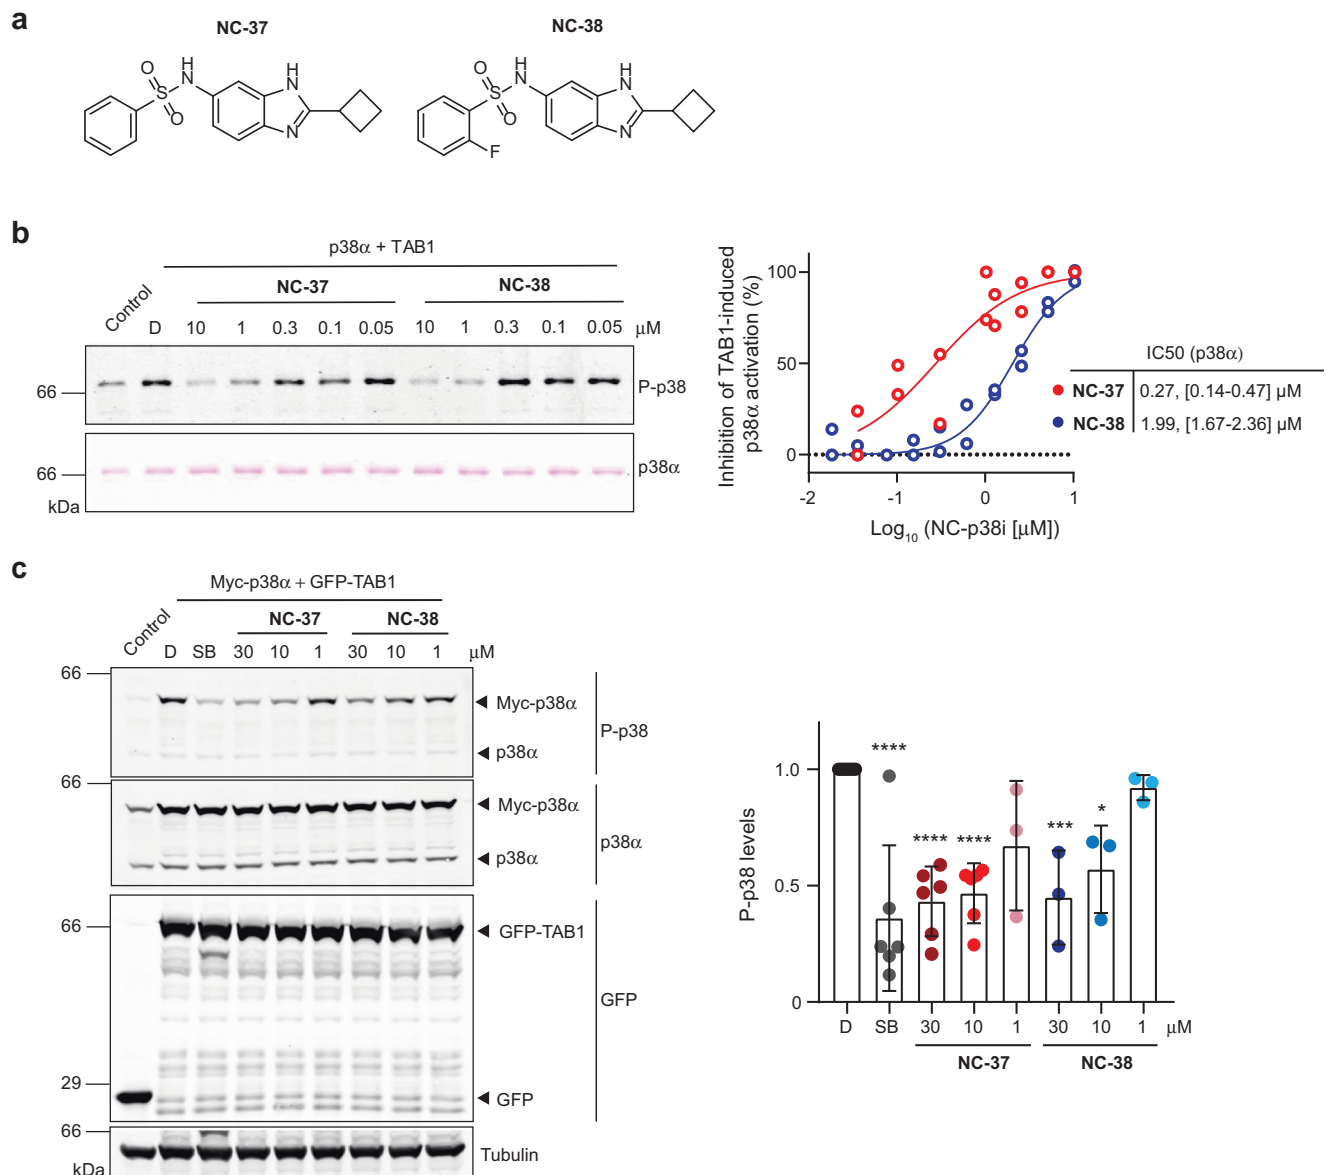 a
NC-37
NC-38
O
H
N
S
O
H
N
N
O
H
N
S
O
F
H
N
N
b
p38α + TAB1
Control
NC-37
NC-38
D 10 1 0.3 0.1 0.05 10 1 0.3 0.1 0.05 μM
66
P-p38
66
p38α
kDa
Inhibition of TAB1-induced
p38α activation (%)
100
50
0
-2 -1 0 1
Log10 (NC-p38i [μM])
IC50 (p38α)
NC-37 0.27, [0.14-0.47] μM
NC-38 1.99, [1.67-2.36] μM
c
Myc-p38α + GFP-TAB1
Control
NC-37
NC-38
D SB 30 10 1 30 10 1 μM
66
Myc-p38α
p38α
P-p38
66
Myc-p38α
p38α
p38α
66
GFP-TAB1
GFP
29
GFP
66
Tubulin
kDa
P-p38 levels
1.0
0.5
0
****
****
****
***
*
D SB 30 10 1 30 10 1 μM
NC-37
NC-38